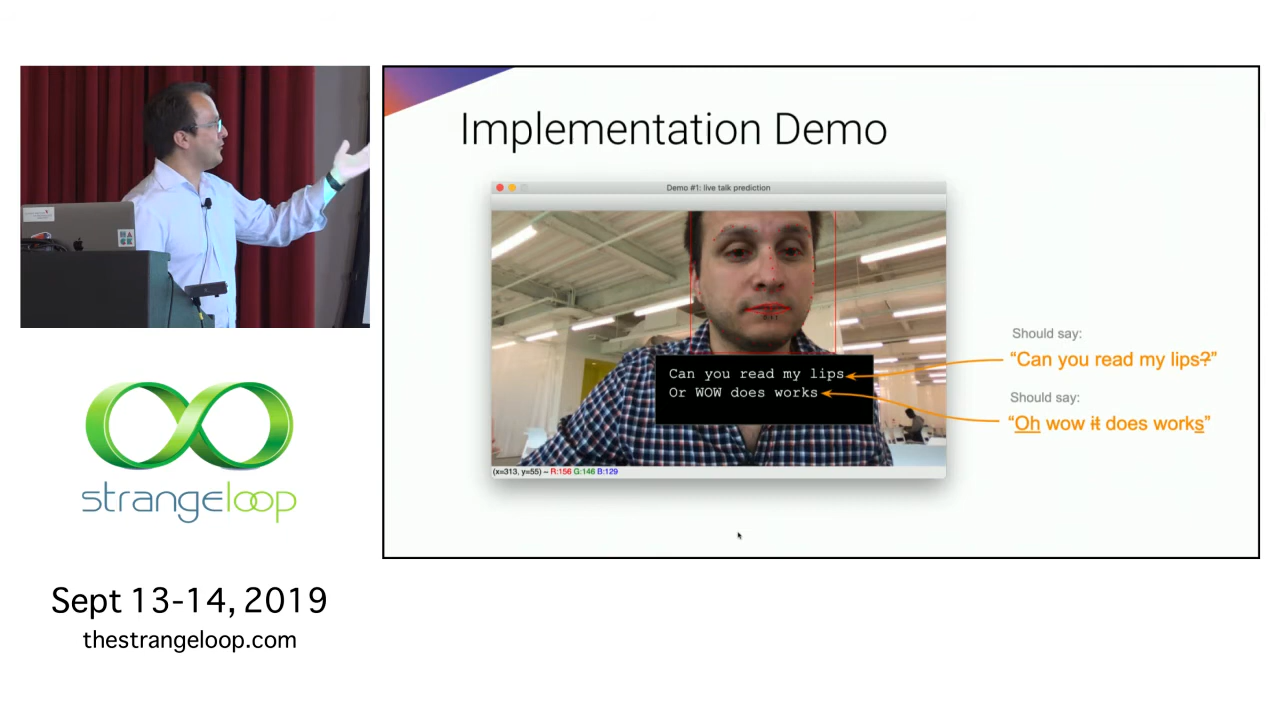 Implementation Demo
Demo #1: live talk prediction
Can you read my lips
Or WOW does works
(x=313, y=55) ~ R:156 G:146 B:129
Should say:
“Can you read my lips?”
Should say:
“Oh wow it does works”
strangeloop
Sept 13-14, 2019
thestrangeloop.com